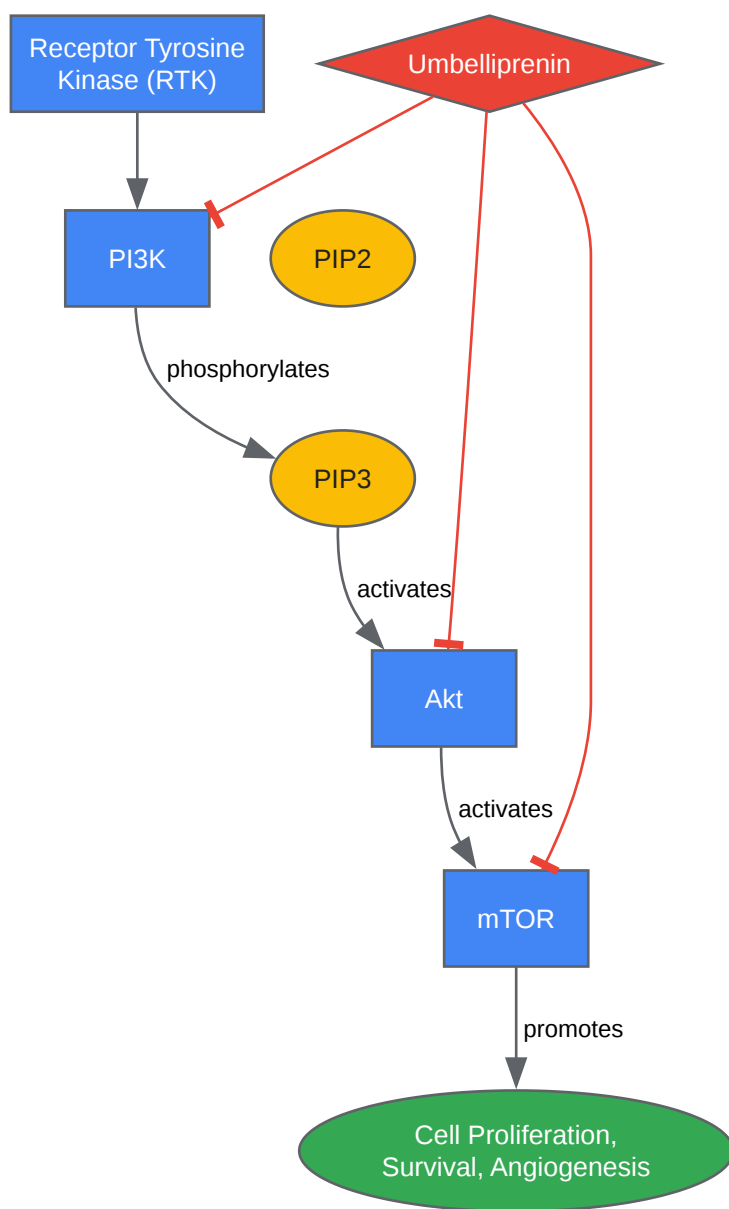 Receptor Tyrosine
Kinase (RTK)
Umbelliprenin
PI3K
PIP2
phosphorylates
PIP3
activates
Akt
activates
mTOR
promotes
Cell Proliferation,
Survival, Angiogenesis